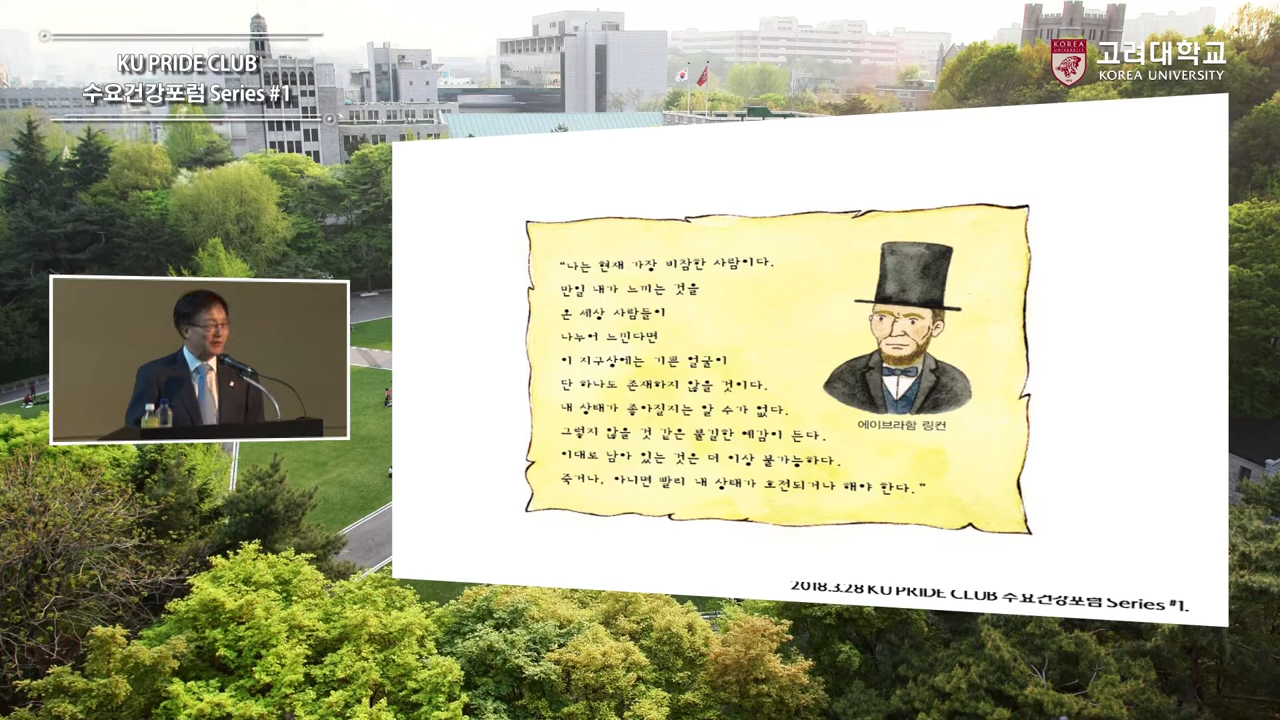 KU PRIDE CLUB
수요건강포럼 Series #1
KOREA UNIVERSITY
고려대학교
KOREA UNIVERSITY
“나는 현재 가장 비참한 사람이다.
만일 내가 느끼는 것을
온 세상 사람들이
나누어 느낀다면
이 지구상에는 기쁜 얼굴이
단 하나도 존재하지 않을 것이다.
내 상태가 좋아질지는 알 수가 없다.
그렇지 않을 것 같은 불길한 예감이 든다.
이대로 남아 있는 것은 더 이상 불가능하다.
죽거나, 아니면 빨리 내 상태가 호전되거나 해야 한다.”
에이브라함 링컨
2018.3.28 KU PRIDE CLUB 수요건강포럼 Series #1.